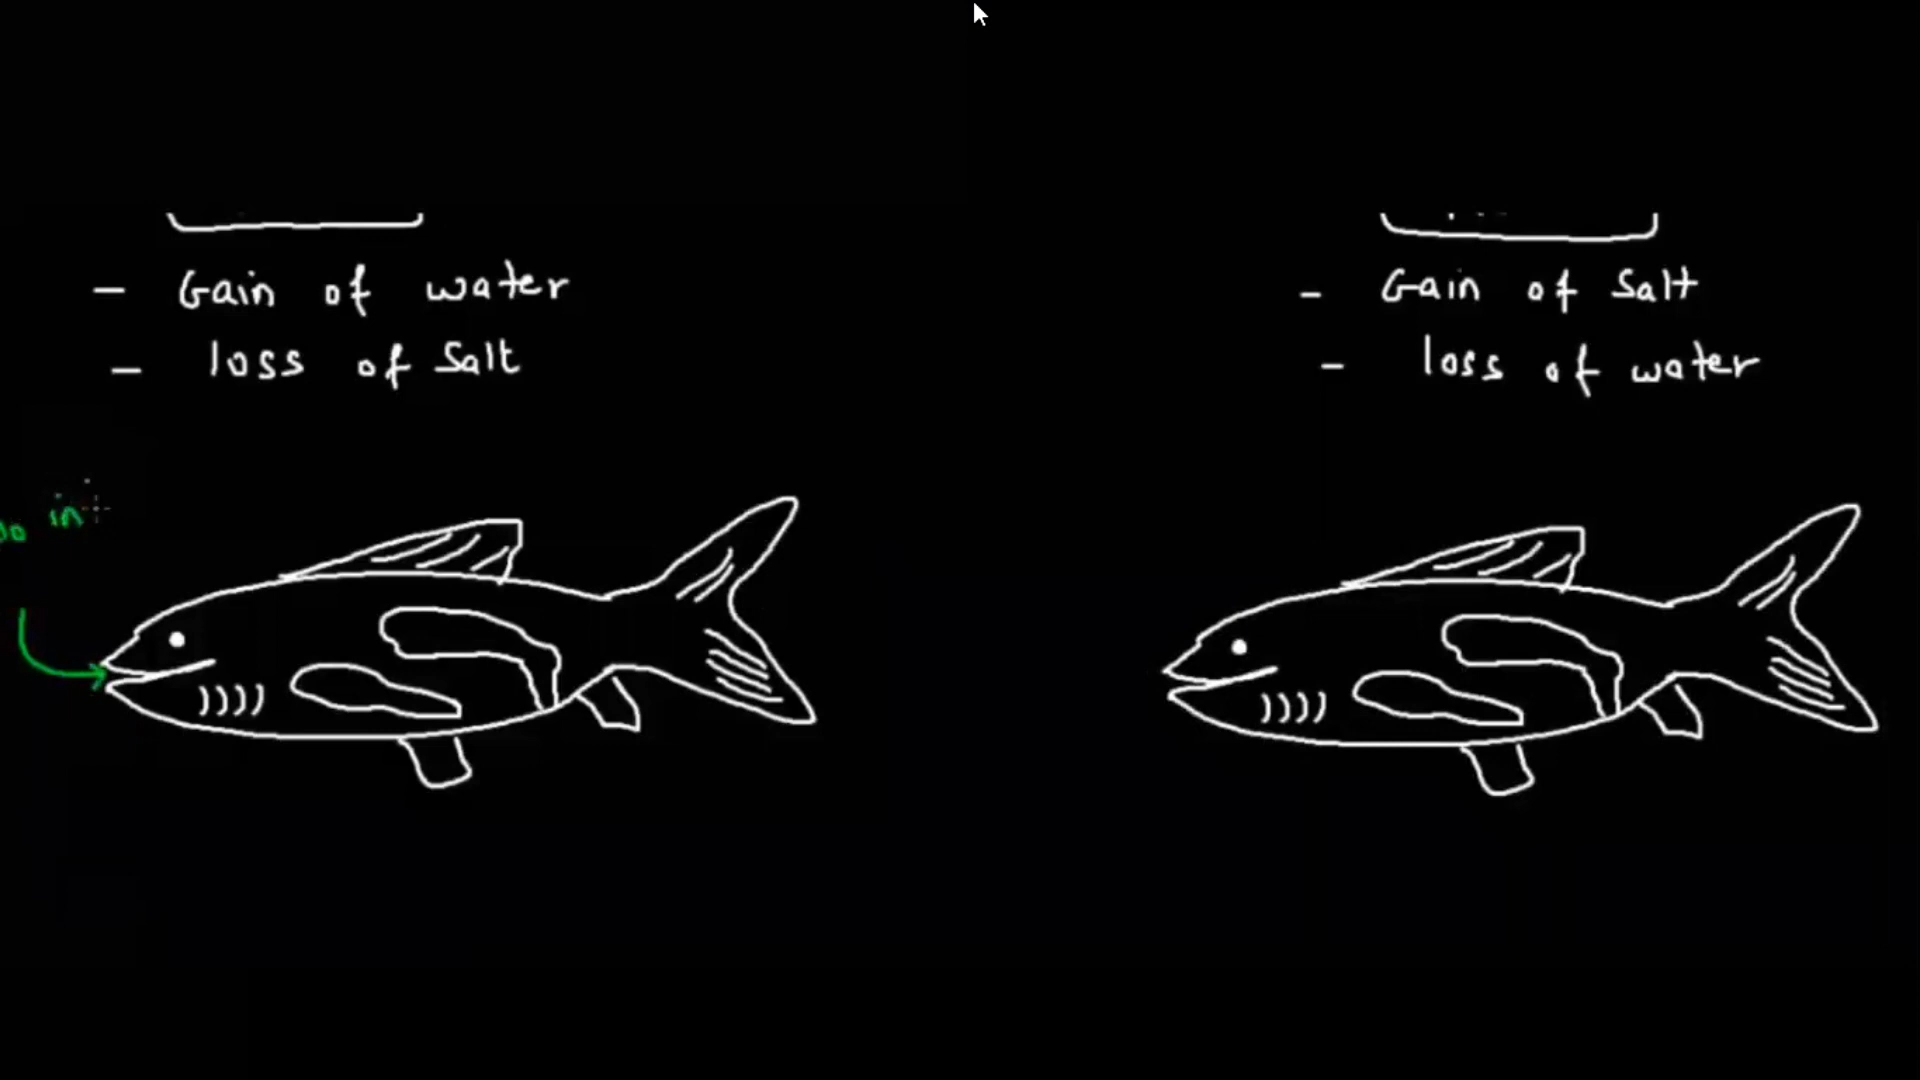 - Gain of water
- loss of Salt
in
- Gain of Salt
- loss of water